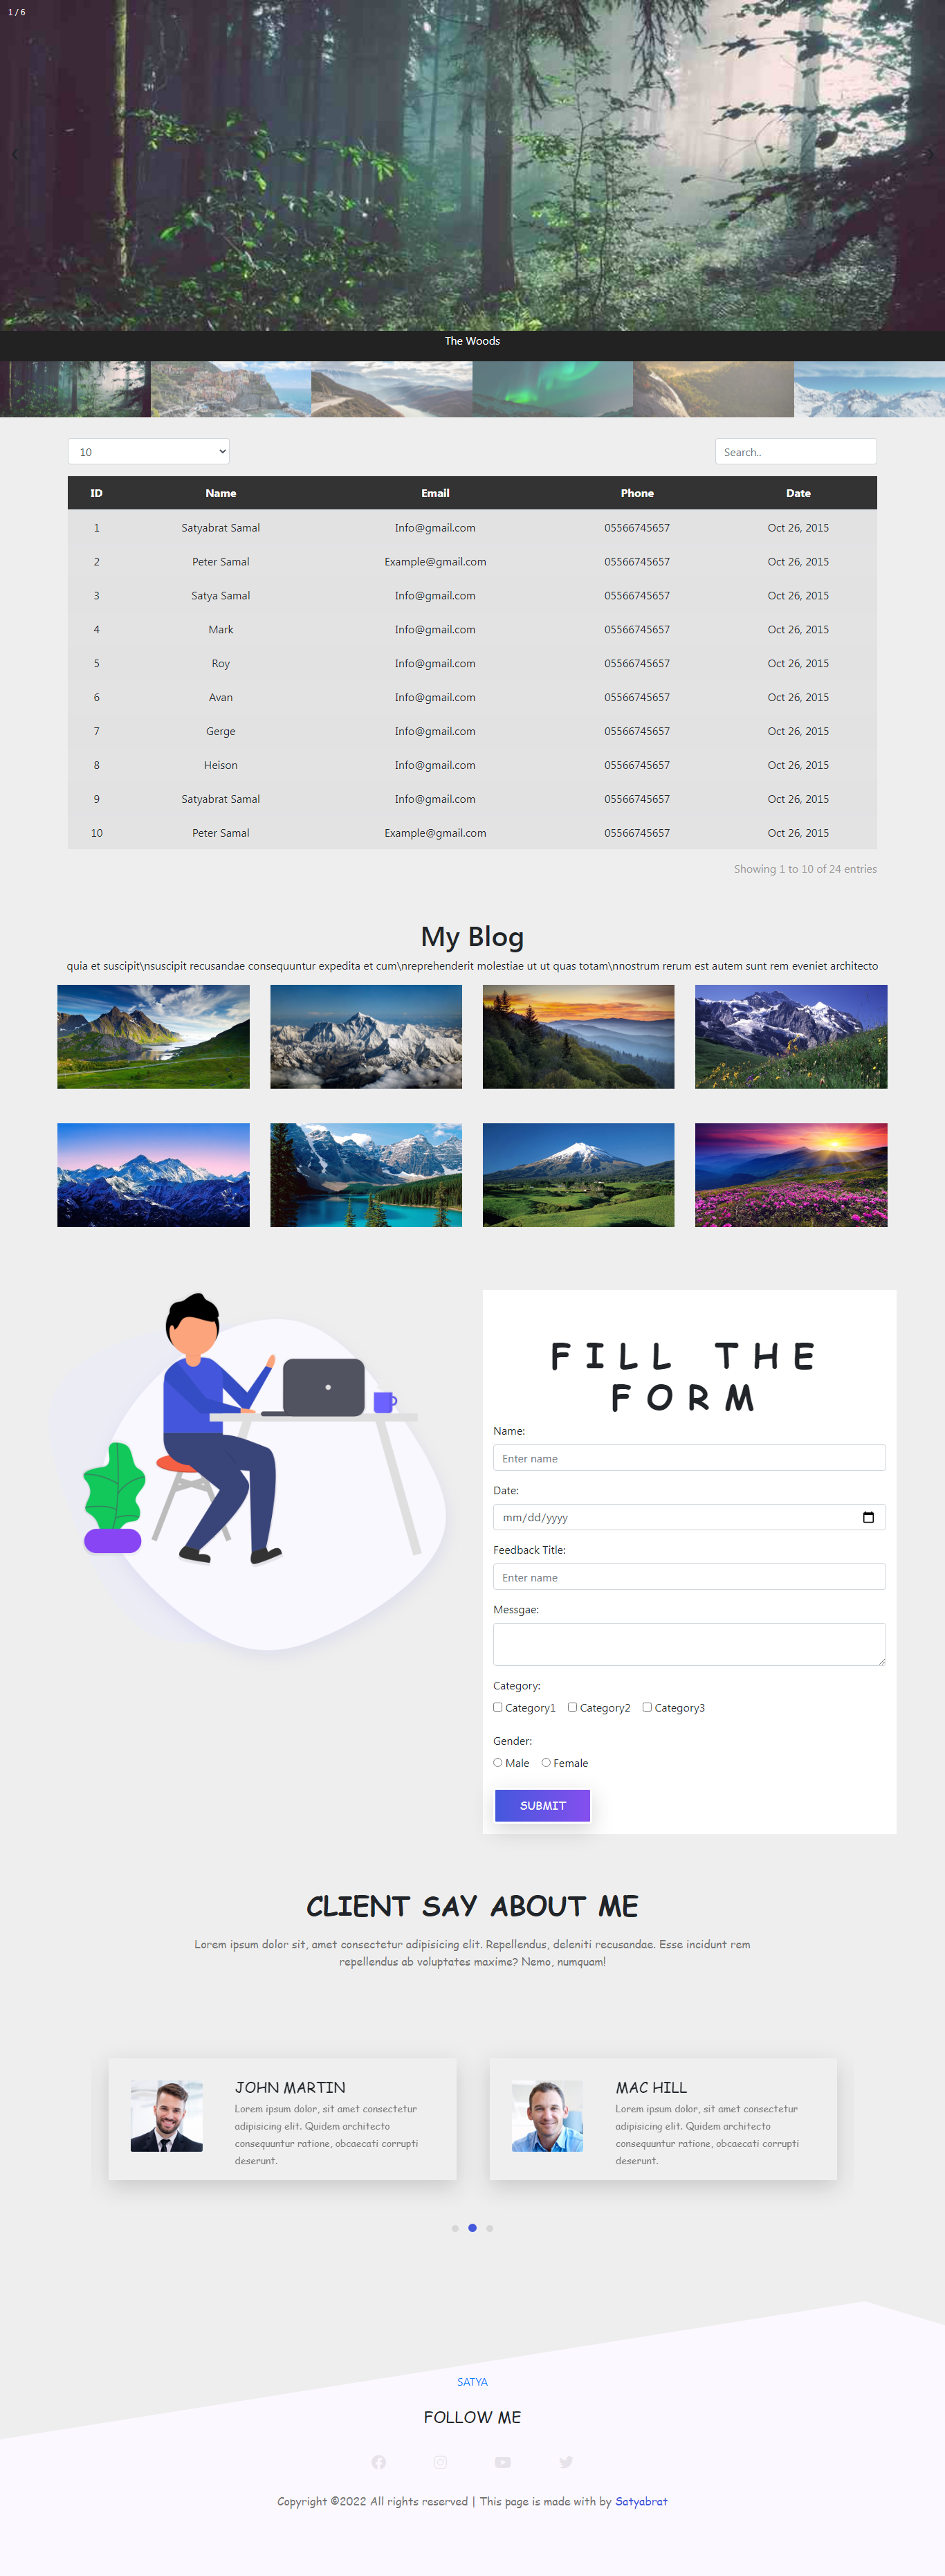 1 / 6
The Woods
10
Search..
ID Name Email Phone Date
1 Satyabrat Samal Info@gmail.com 05566745657 Oct 26, 2015
2 Peter Samal Example@gmail.com 05566745657 Oct 26, 2015
3 Satya Samal Info@gmail.com 05566745657 Oct 26, 2015
4 Mark Info@gmail.com 05566745657 Oct 26, 2015
5 Roy Info@gmail.com 05566745657 Oct 26, 2015
6 Avan Info@gmail.com 05566745657 Oct 26, 2015
7 Gerge Info@gmail.com 05566745657 Oct 26, 2015
8 Heison Info@gmail.com 05566745657 Oct 26, 2015
9 Satyabrat Samal Info@gmail.com 05566745657 Oct 26, 2015
10 Peter Samal Example@gmail.com 05566745657 Oct 26, 2015
Showing 1 to 10 of 24 entries
My Blog
quia et suscipit\nsuscipit recusandae consequuntur expedita et cum\nreprehenderit molestiae ut ut quas totam\nnostrum rerum est autem sunt rem eveniet architecto
FILL THE
FORM
Name:
Enter name
Date:
mm/dd/yyyy
Feedback Title:
Enter name
Messgae:
Category:
Category1 Category2 Category3
Gender:
Male Female
SUBMIT
CLIENT SAY ABOUT ME
Lorem ipsum dolor sit, amet consectetur adipisicing elit. Repellendus, deleniti recusandae. Esse incidunt rem
repellendus ab voluptates maxime? Nemo, numquam!
JOHN MARTIN
Lorem ipsum dolor, sit amet consectetur
adipisicing elit. Quidem architecto
consequuntur ratione, obcaecati corrupti
deserunt.
MAC HILL
Lorem ipsum dolor, sit amet consectetur
adipisicing elit. Quidem architecto
consequuntur ratione, obcaecati corrupti
deserunt.
SATYA
FOLLOW ME
Copyright ©2022 All rights reserved | This page is made with by Satyabrat